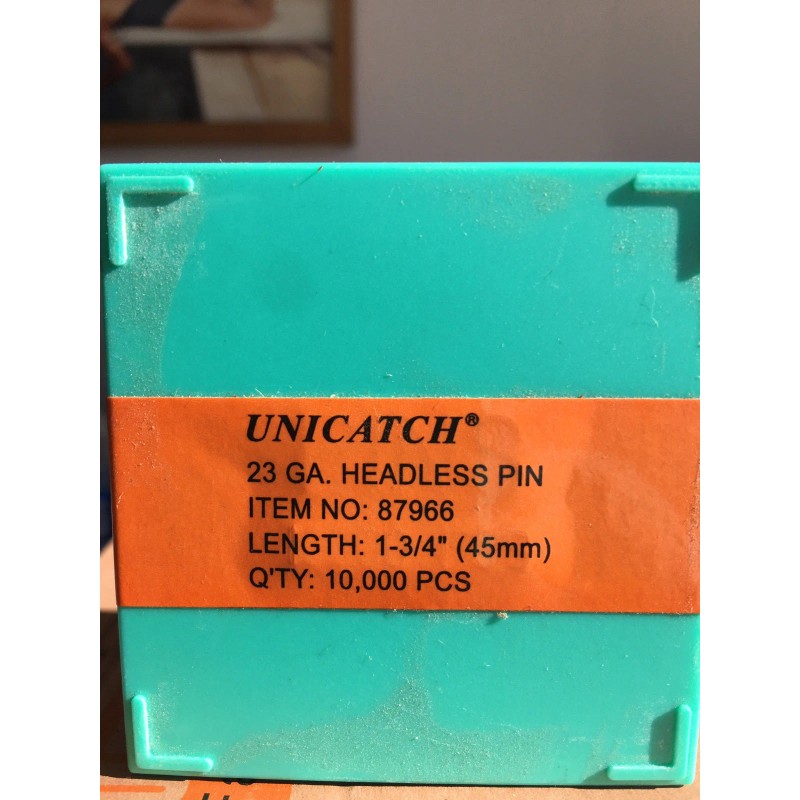 UNICATCH®
23 GA. HEADLESS PIN
ITEM NO: 87966
LENGTH: 1-3/4" (45mm)
Q'TY: 10,000 PCS